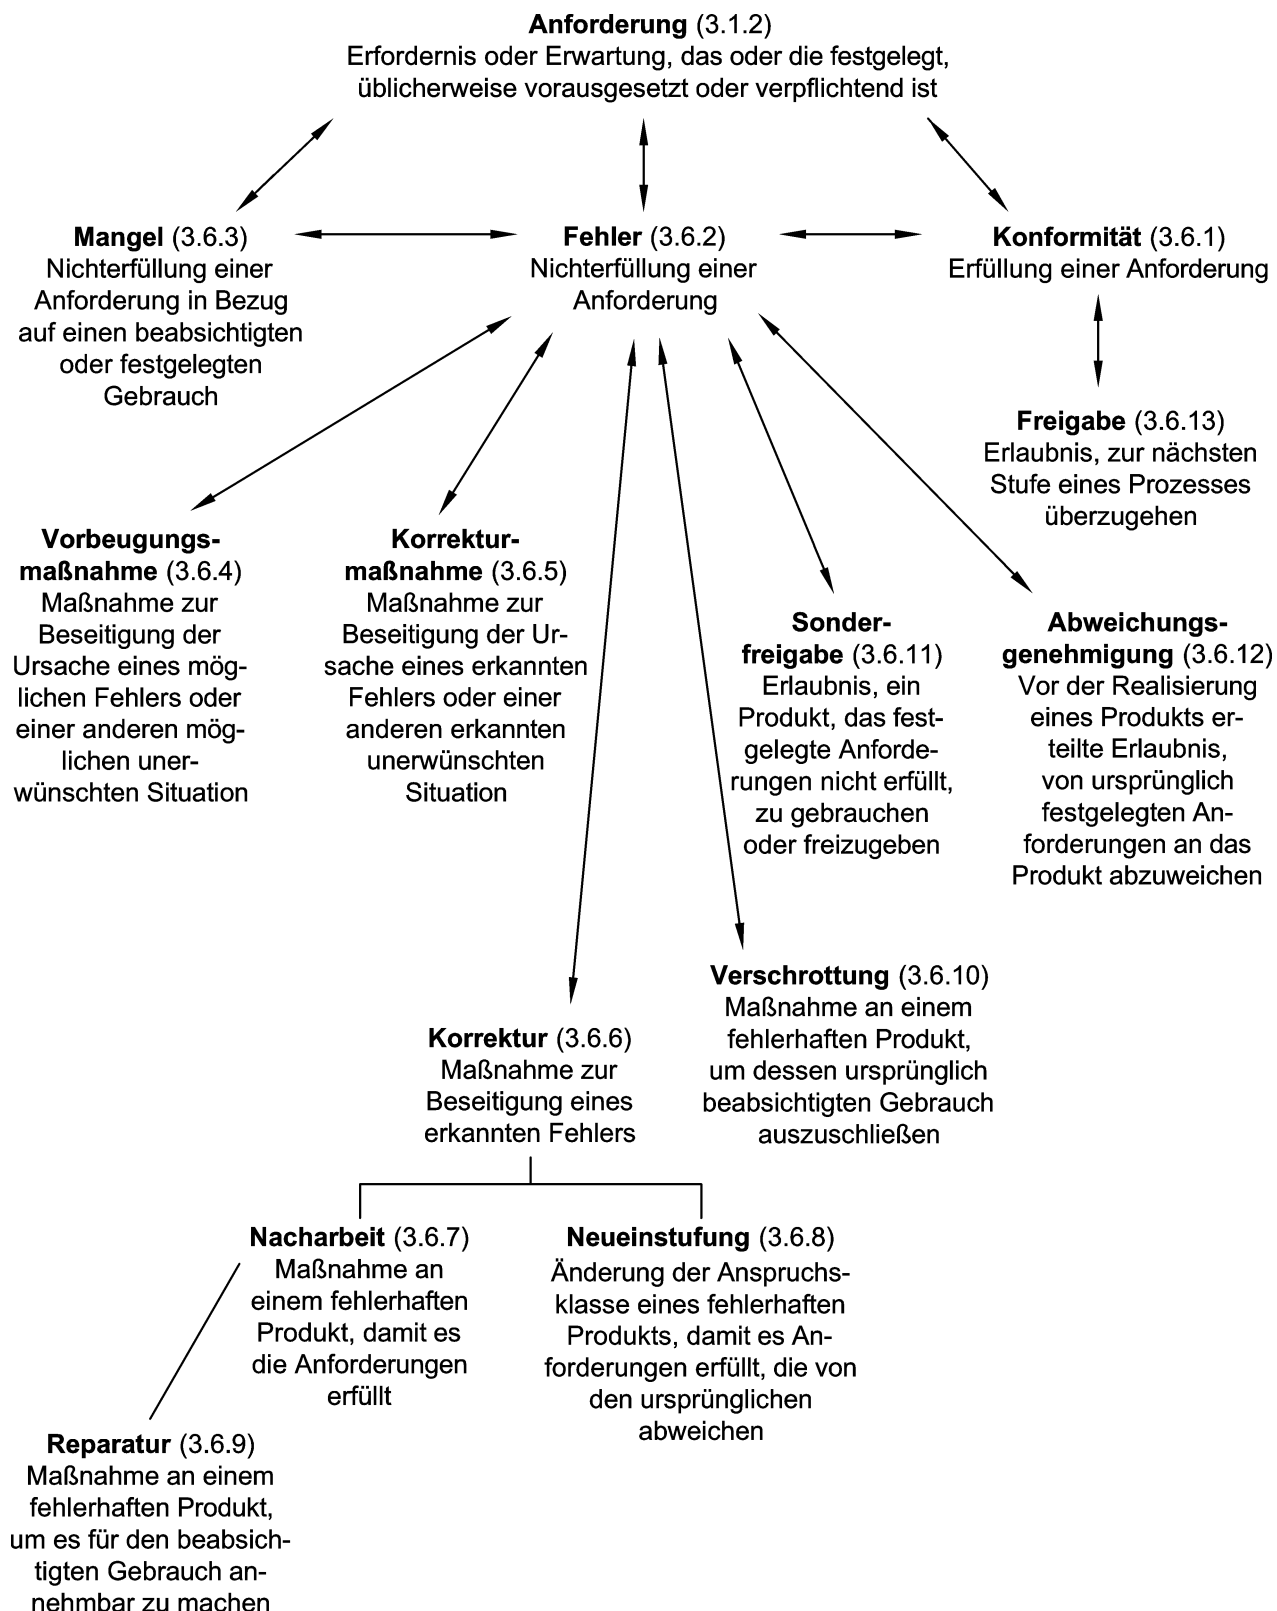 Anforderung (3.1.2)
Erfordernis oder Erwartung, das oder die festgelegt,
üblicherweise vorausgesetzt oder verpflichtend ist
Mangel (3.6.3)
Nichterfüllung einer
Anforderung in Bezug
auf einen beabsichtigten
oder festgelegten
Gebrauch
Fehler (3.6.2)
Nichterfüllung einer
Anforderung
Konformität (3.6.1)
Erfüllung einer Anforderung
Freigabe (3.6.13)
Erlaubnis, zur nächsten
Stufe eines Prozesses
überzugehen
Vorbeugungs-
maßnahme (3.6.4)
Maßnahme zur
Beseitigung der
Ursache eines mög-
lichen Fehlers oder
einer anderen mög-
lichen uner-
wünschten Situation
Korrektur-
maßnahme (3.6.5)
Maßnahme zur
Beseitigung der Ur-
sache eines erkannten
Fehlers oder einer
anderen erkannten
unerwünschten
Situation
Sonder-
freigabe (3.6.11)
Erlaubnis, ein
Produkt, das fest-
gelegte Anforde-
rungen nicht erfüllt,
zu gebrauchen
oder freizugeben
Abweichungs-
genehmigung (3.6.12)
Vor der Realisierung
eines Produkts er-
teilte Erlaubnis,
von ursprünglich
festgelegten An-
forderungen an das
Produkt abzuweichen
Verschrottung (3.6.10)
Maßnahme an einem
fehlerhaften Produkt,
um dessen ursprünglich
beabsichtigten Gebrauch
auszuschließen
Korrektur (3.6.6)
Maßnahme zur
Beseitigung eines
erkannten Fehlers
Nacharbeit (3.6.7)
Maßnahme an
einem fehlerhaften
Produkt, damit es
die Anforderungen
erfüllt
Neueinstufung (3.6.8)
Änderung der Anspruchs-
klasse eines fehlerhaften
Produkts, damit es An-
forderungen erfüllt, die von
den ursprünglichen
abweichen
Reparatur (3.6.9)
Maßnahme an einem
fehlerhaften Produkt,
um es für den beabsich-
tigten Gebrauch an-
nehmbar zu machen